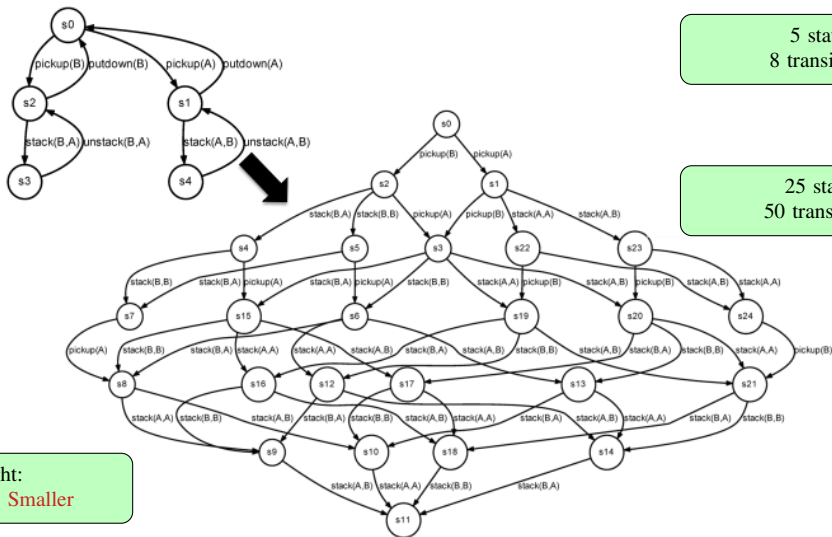 s0
pickup(B) putdown(B) pickup(A) putdown(A)
s2 s1
stack(B,A) unstack(B,A) stack(A,B) unstack(A,B)
s3 s4
5 stat
8 transi
25 sta
50 trans
s0
pickup(B) pickup(A)
s2 s1
stack(B,A) stack(B,B) pickup(A) pickup(B) stack(A,A) stack(A,B)
s4 s5 s3 s22 s23
stack(B,B) stack(B,A) pickup(A) stack(B,A) pickup(A) stack(B,B) stack(A,A) pickup(B) stack(A,B) pickup(B) stack(A,B) stack(A,A)
s7 s15 s6 s19 s20 s24
pickup(A) stack(B,B) stack(B,A) stack(A,A) stack(A,A) stack(A,B) stack(B,A) stack(A,B) stack(B,B) stack(A,B) stack(B,A) stack(B,B) stack(A,A) pickup(B)
s8 s16 s12 s17 s13 s21
stack(A,A) stack(B,B) stack(A,B) stack(B,A) stack(B,B) stack(A,B) stack(A,A) stack(B,A) stack(A,B) stack(A,A) stack(B,A) stack(B,B)
s9 s10 s18 s14
stack(A,B) stack(A,A) stack(B,B) stack(B,A)
s11
ht:
Smaller